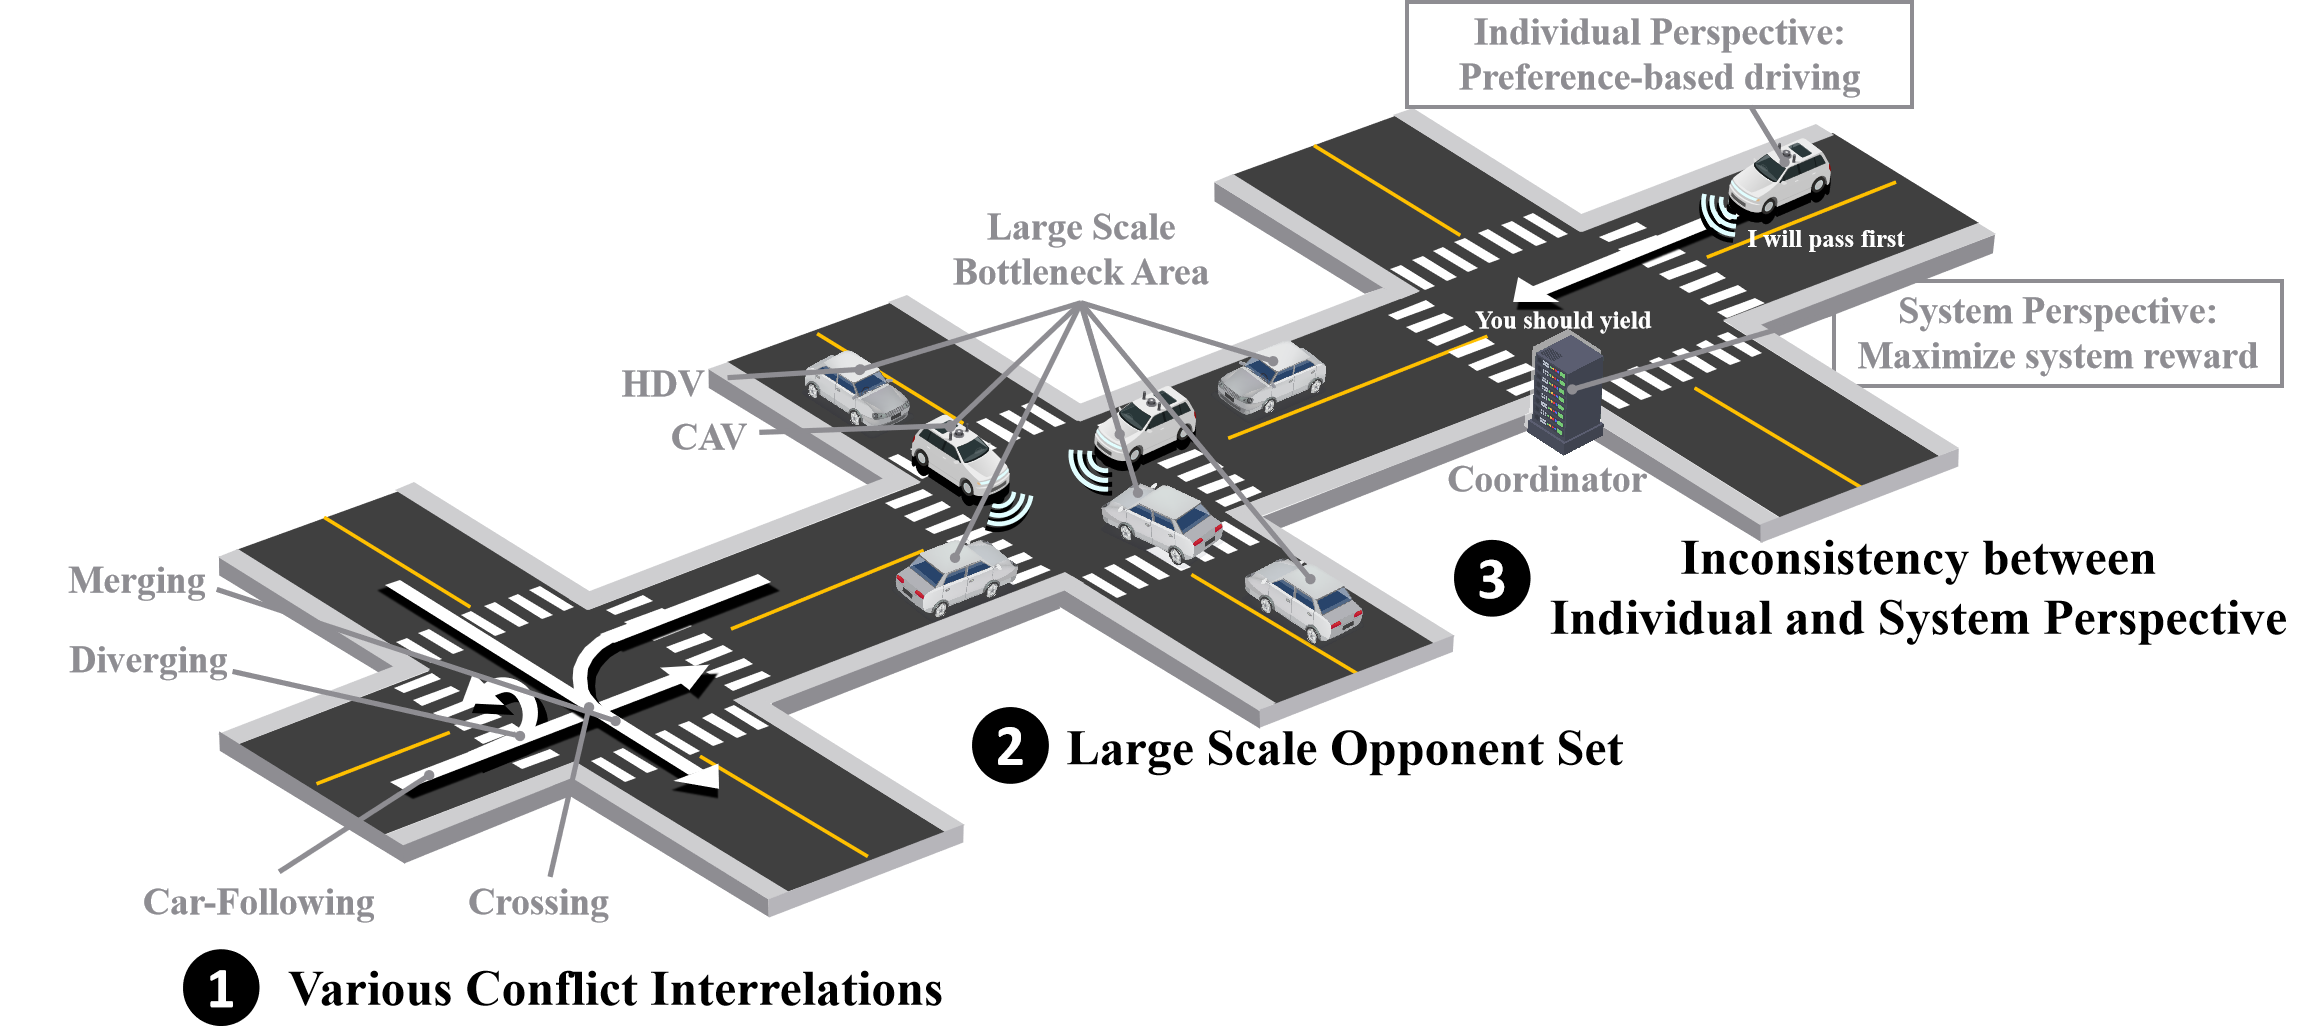 Individual Perspective:
Preference-based driving
I will pass first
You should yield
System Perspective:
Maximize system reward
Coordinator
3
Inconsistency between
Individual and System Perspective
Large Scale
Bottleneck Area
HDV
CAV
2
Large Scale Opponent Set
Merging
Diverging
Car-Following
Crossing
1
Various Conflict Interrelations